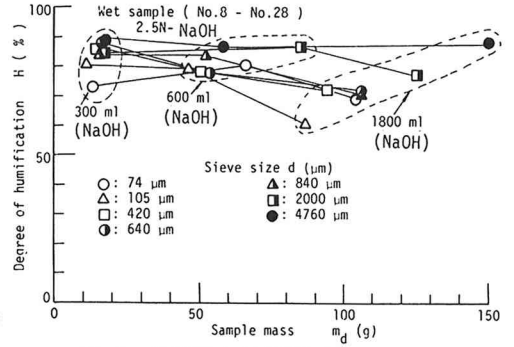 Wet sample ( No.8 - No.28 )
2.5N- NaOH
100
50
0
Degree of humification H ( % )
300 ml
(NaOH)
600 ml
(NaOH)
1800 ml
(NaOH)
Sieve size d (μm)
: 74 μm
: 105 μm
: 420 μm
: 640 μm
: 840 μm
: 2000 μm
: 4760 μm
0 50 100 150
Sample mass md (g)